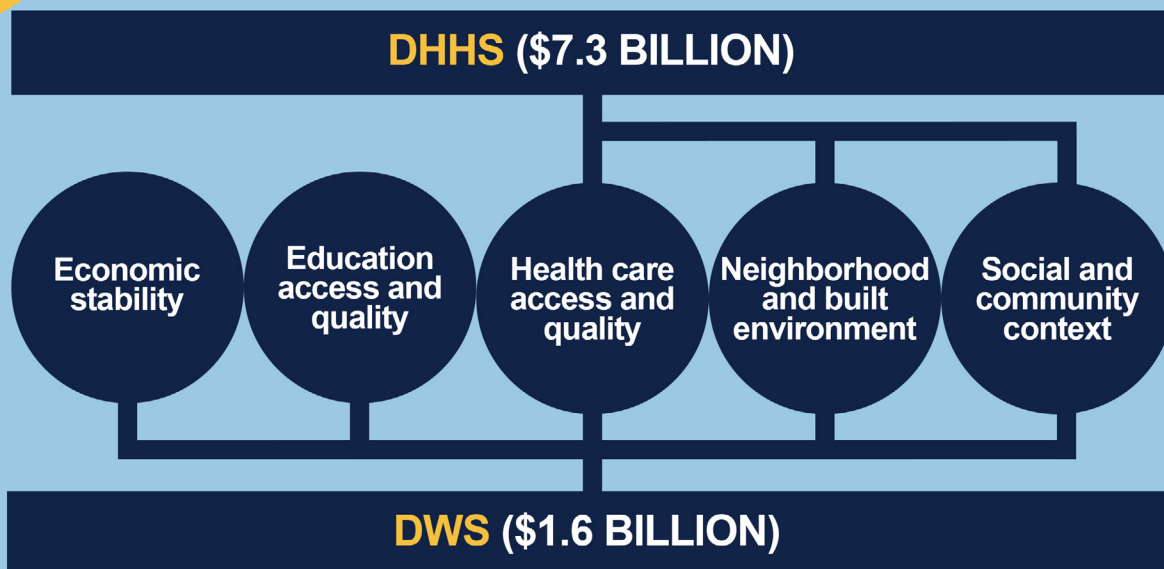 DHHS ($7.3 BILLION)
Economic
stability
Education
access and
quality
Health care
access and
quality
Neighborhood
and built
environment
Social and
community
context
DWS ($1.6 BILLION)